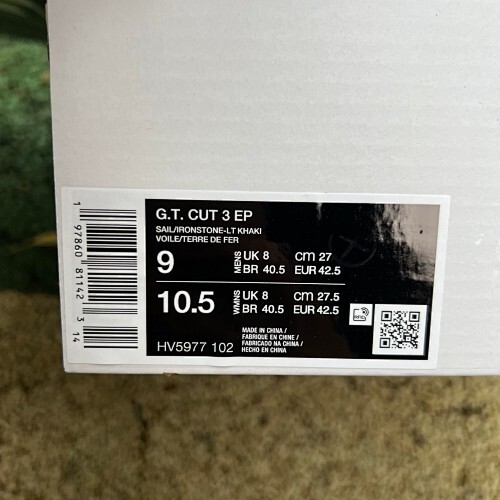 G.T. CUT 3 EP
SAIL/IRONSTONE-LT KHAKI
VOILE/TERRE DE FER
9 MENS UK 8 cm 27
BR 40.5 EUR 42.5
10.5 WMNS UK 8 cm 27.5
BR 40.5 EUR 42.5
MADE IN CHINA /
FABRIQUE EN CHINE /
FABRICADO NA CHINA /
HECHO EN CHINA
HV5977 102
RFID
1 97860 81142 3 14